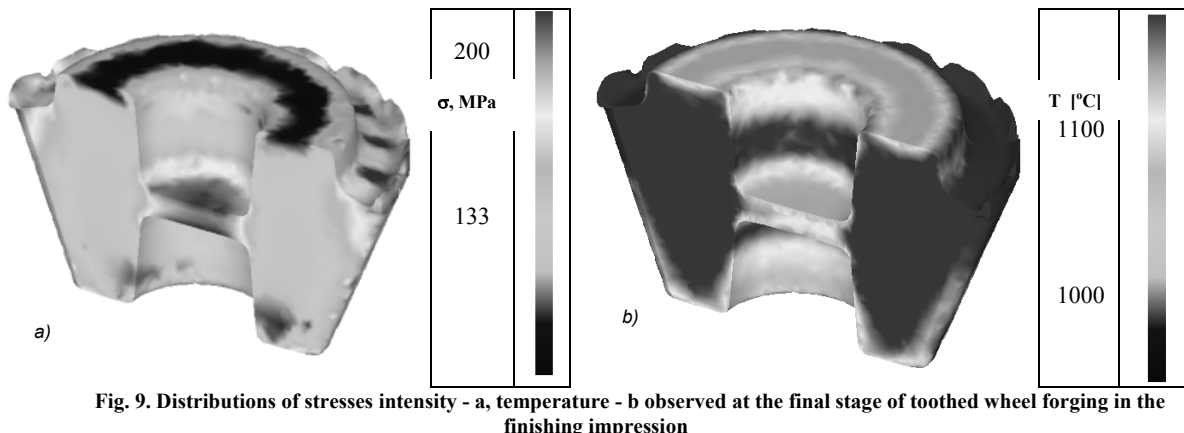 200
σ, MPa
133
a)
T [°C]
1100
1000
b)
Fig. 9. Distributions of stresses intensity - a, temperature - b observed at the final stage of toothed wheel forging in the
finishing impression